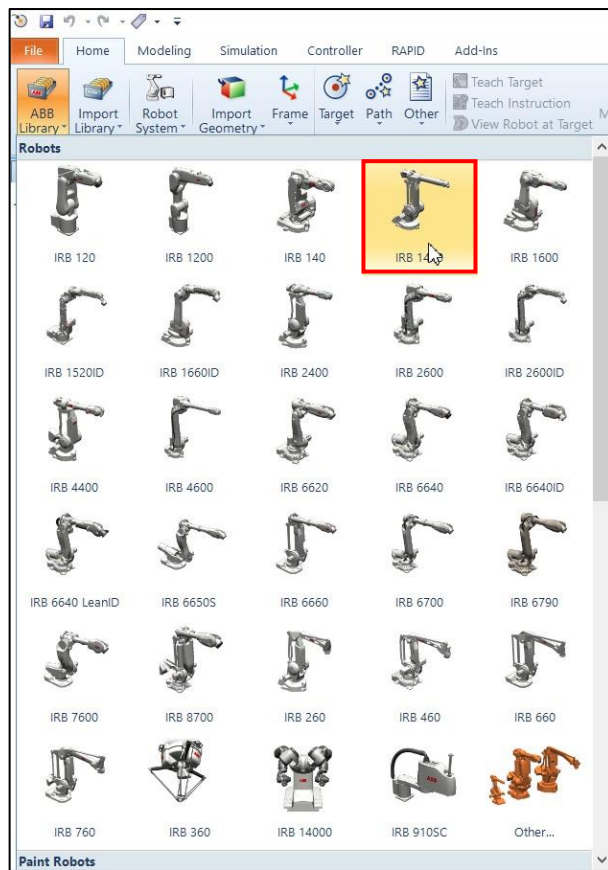 File Home Modeling Simulation Controller RAPID Add-Ins
ABB Library Import Library Robot System Import Geometry Frame Target Path Other
Teach Target
Teach Instruction
View Robot at Target
Robots
IRB 120 IRB 1200 IRB 140 IRB IRB 1600
IRB 1520ID IRB 1660ID IRB 2400 IRB 2600 IRB 2600ID
IRB 4400 IRB 4600 IRB 6620 IRB 6640 IRB 6640ID
IRB 6640 LeanID IRB 6650S IRB 6660 IRB 6700 IRB 6790
IRB 7600 IRB 8700 IRB 260 IRB 460 IRB 660
IRB 760 IRB 360 IRB 14000 IRB 910SC Other...
Paint Robots